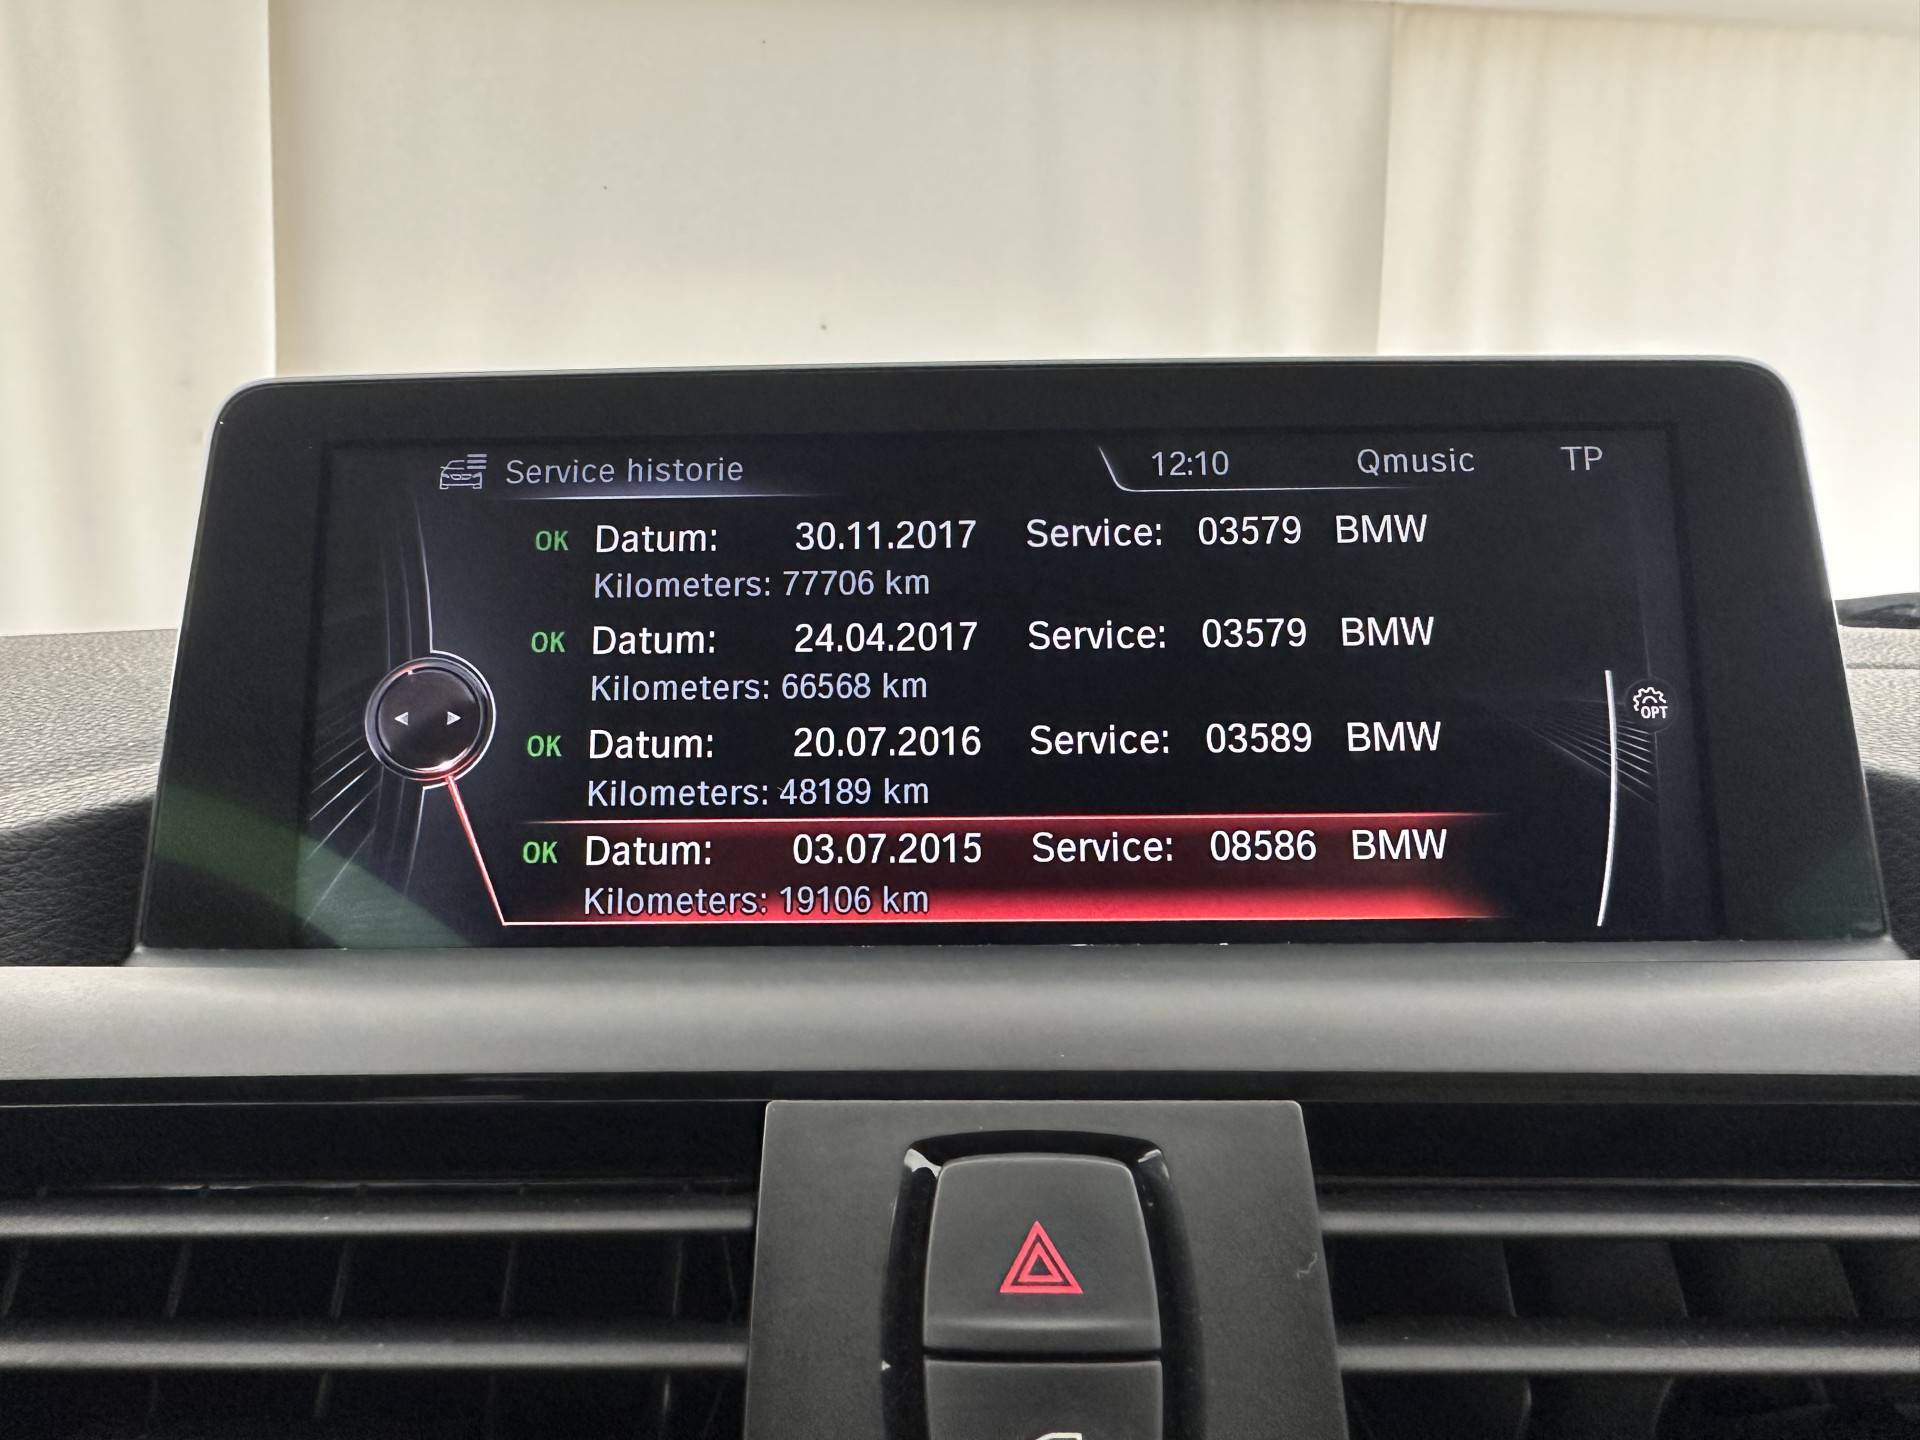 Service historie 12:10 Qmusic TP
OK Datum: 30.11.2017 Service: 03579 BMW
Kilometers: 77706 km
OK Datum: 24.04.2017 Service: 03579 BMW
Kilometers: 66568 km
OK Datum: 20.07.2016 Service: 03589 BMW
Kilometers: 48189 km
OK Datum: 03.07.2015 Service: 08586 BMW
Kilometers: 19106 km
OPT